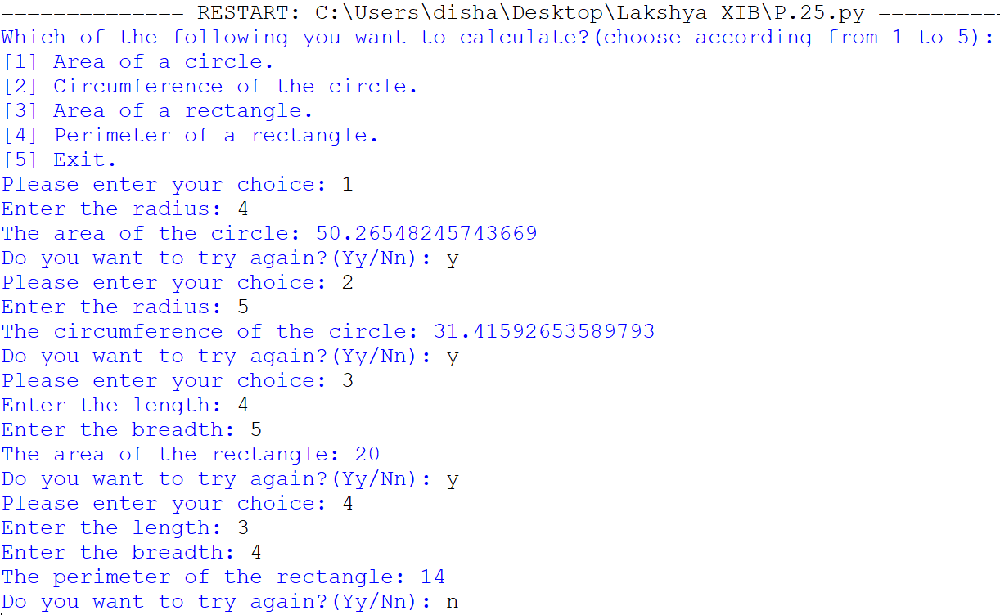 ============== RESTART: C:\Users\disha\Desktop\Lakshya XIB\P.25.py ==========
Which of the following you want to calculate?(choose according from 1 to 5):
[1] Area of a circle.
[2] Circumference of the circle.
[3] Area of a rectangle.
[4] Perimeter of a rectangle.
[5] Exit.
Please enter your choice: 1
Enter the radius: 4
The area of the circle: 50.26548245743669
Do you want to try again?(Yy/Nn): y
Please enter your choice: 2
Enter the radius: 5
The circumference of the circle: 31.41592653589793
Do you want to try again?(Yy/Nn): y
Please enter your choice: 3
Enter the length: 4
Enter the breadth: 5
The area of the rectangle: 20
Do you want to try again?(Yy/Nn): y
Please enter your choice: 4
Enter the length: 3
Enter the breadth: 4
The perimeter of the rectangle: 14
Do you want to try again?(Yy/Nn): n